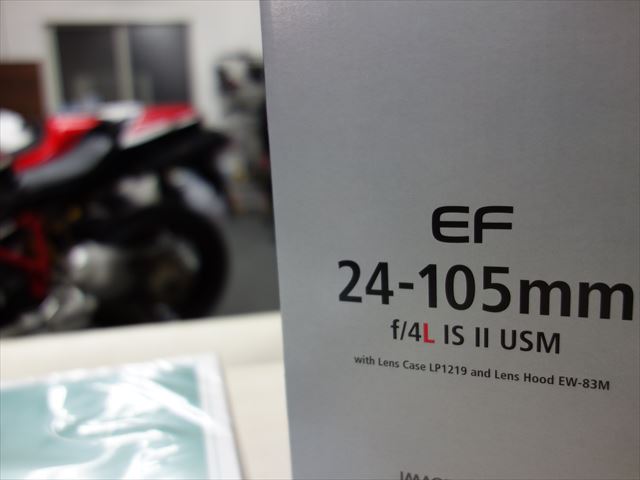 EF
24-105mm
f/4L IS II USM
with Lens Case LP1219 and Lens Hood EW-83M